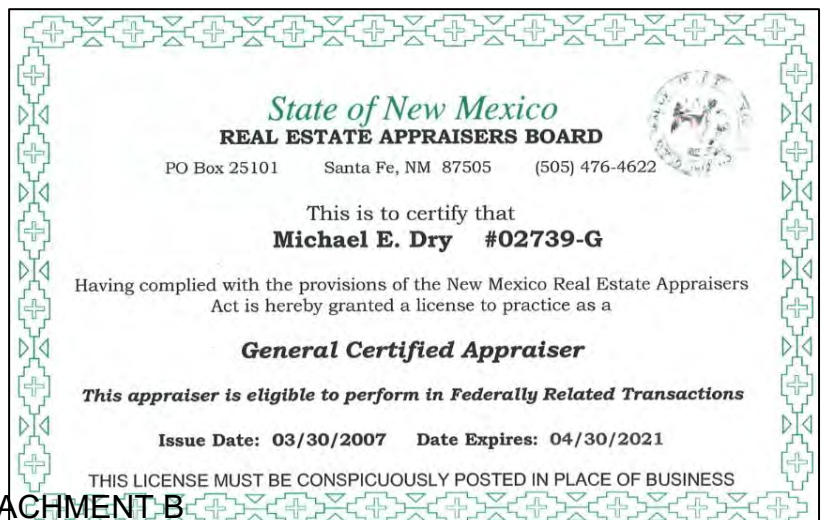 State of New Mexico
REAL ESTATE APPRAISERS BOARD
PO Box 25101 Santa Fe, NM 87505 (505) 476-4622
This is to certify that
Michael E. Dry #02739-G
Having complied with the provisions of the New Mexico Real Estate Appraisers
Act is hereby granted a license to practice as a
General Certified Appraiser
This appraiser is eligible to perform in Federally Related Transactions
Issue Date: 03/30/2007 Date Expires: 04/30/2021
THIS LICENSE MUST BE CONSPICUOUSLY POSTED IN PLACE OF BUSINESS
ACHMENT B